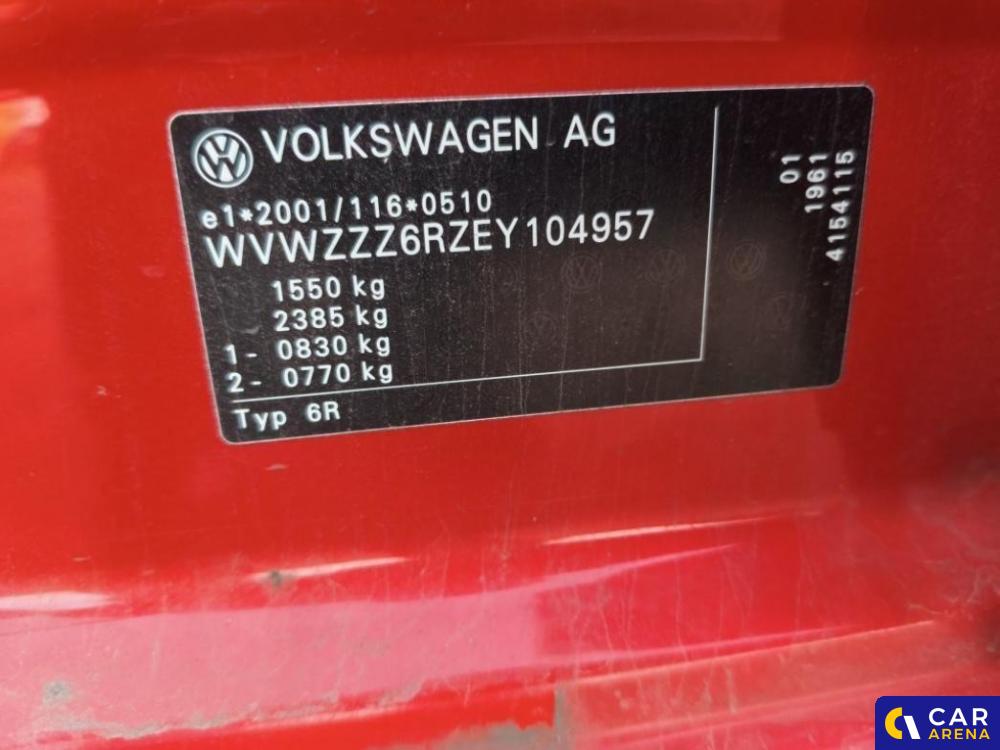 VOLKSWAGEN AG
e1*2001/116*0510
WVWZZZ6RZEY104957
1550 kg
2385 kg
1- 0830 kg
2- 0770 kg
Typ 6R
01
1961
4154115
CAR
ARENA